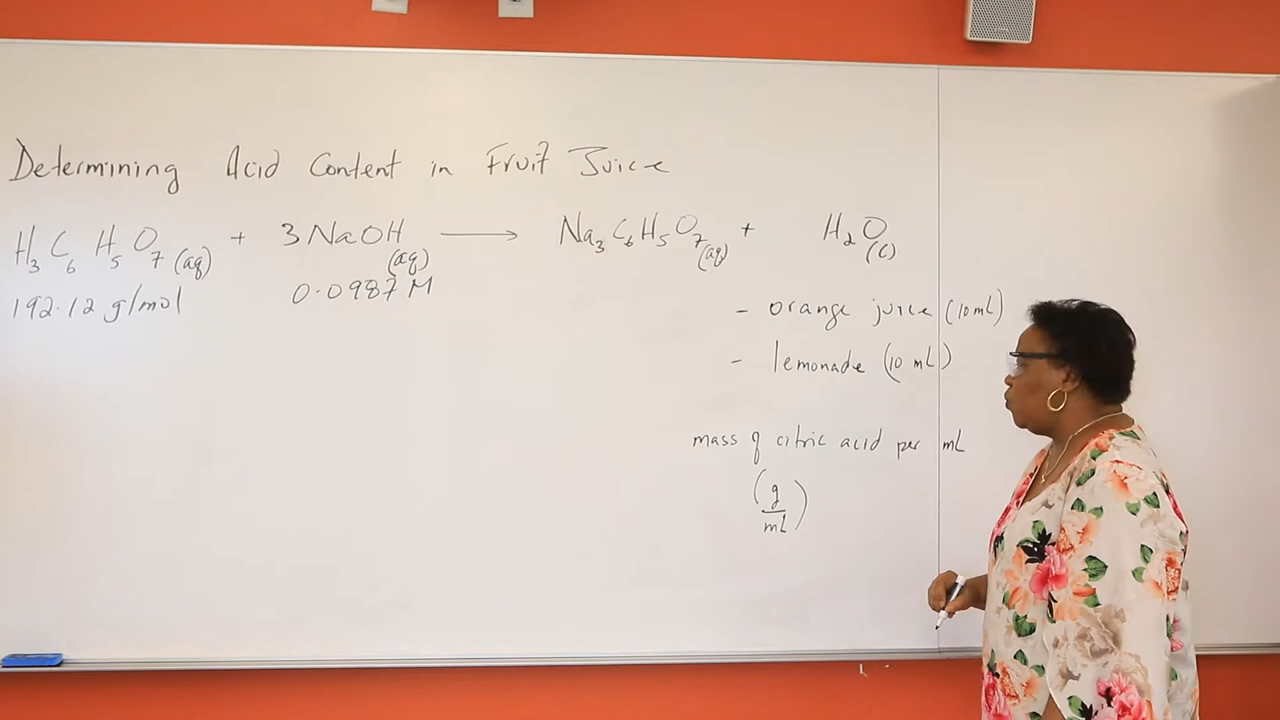 Determining Acid Content in Fruit Juice
H₃C₆H₅O₇(aq) + 3NaOH(aq) ⟶ Na₃C₆H₅O₇(aq) + H₂O(l)
192.12 g/mol 0.0987 M
- orange juice (10 mL)
- lemonade (10 mL)
mass of citric acid per mL
(g/mL)